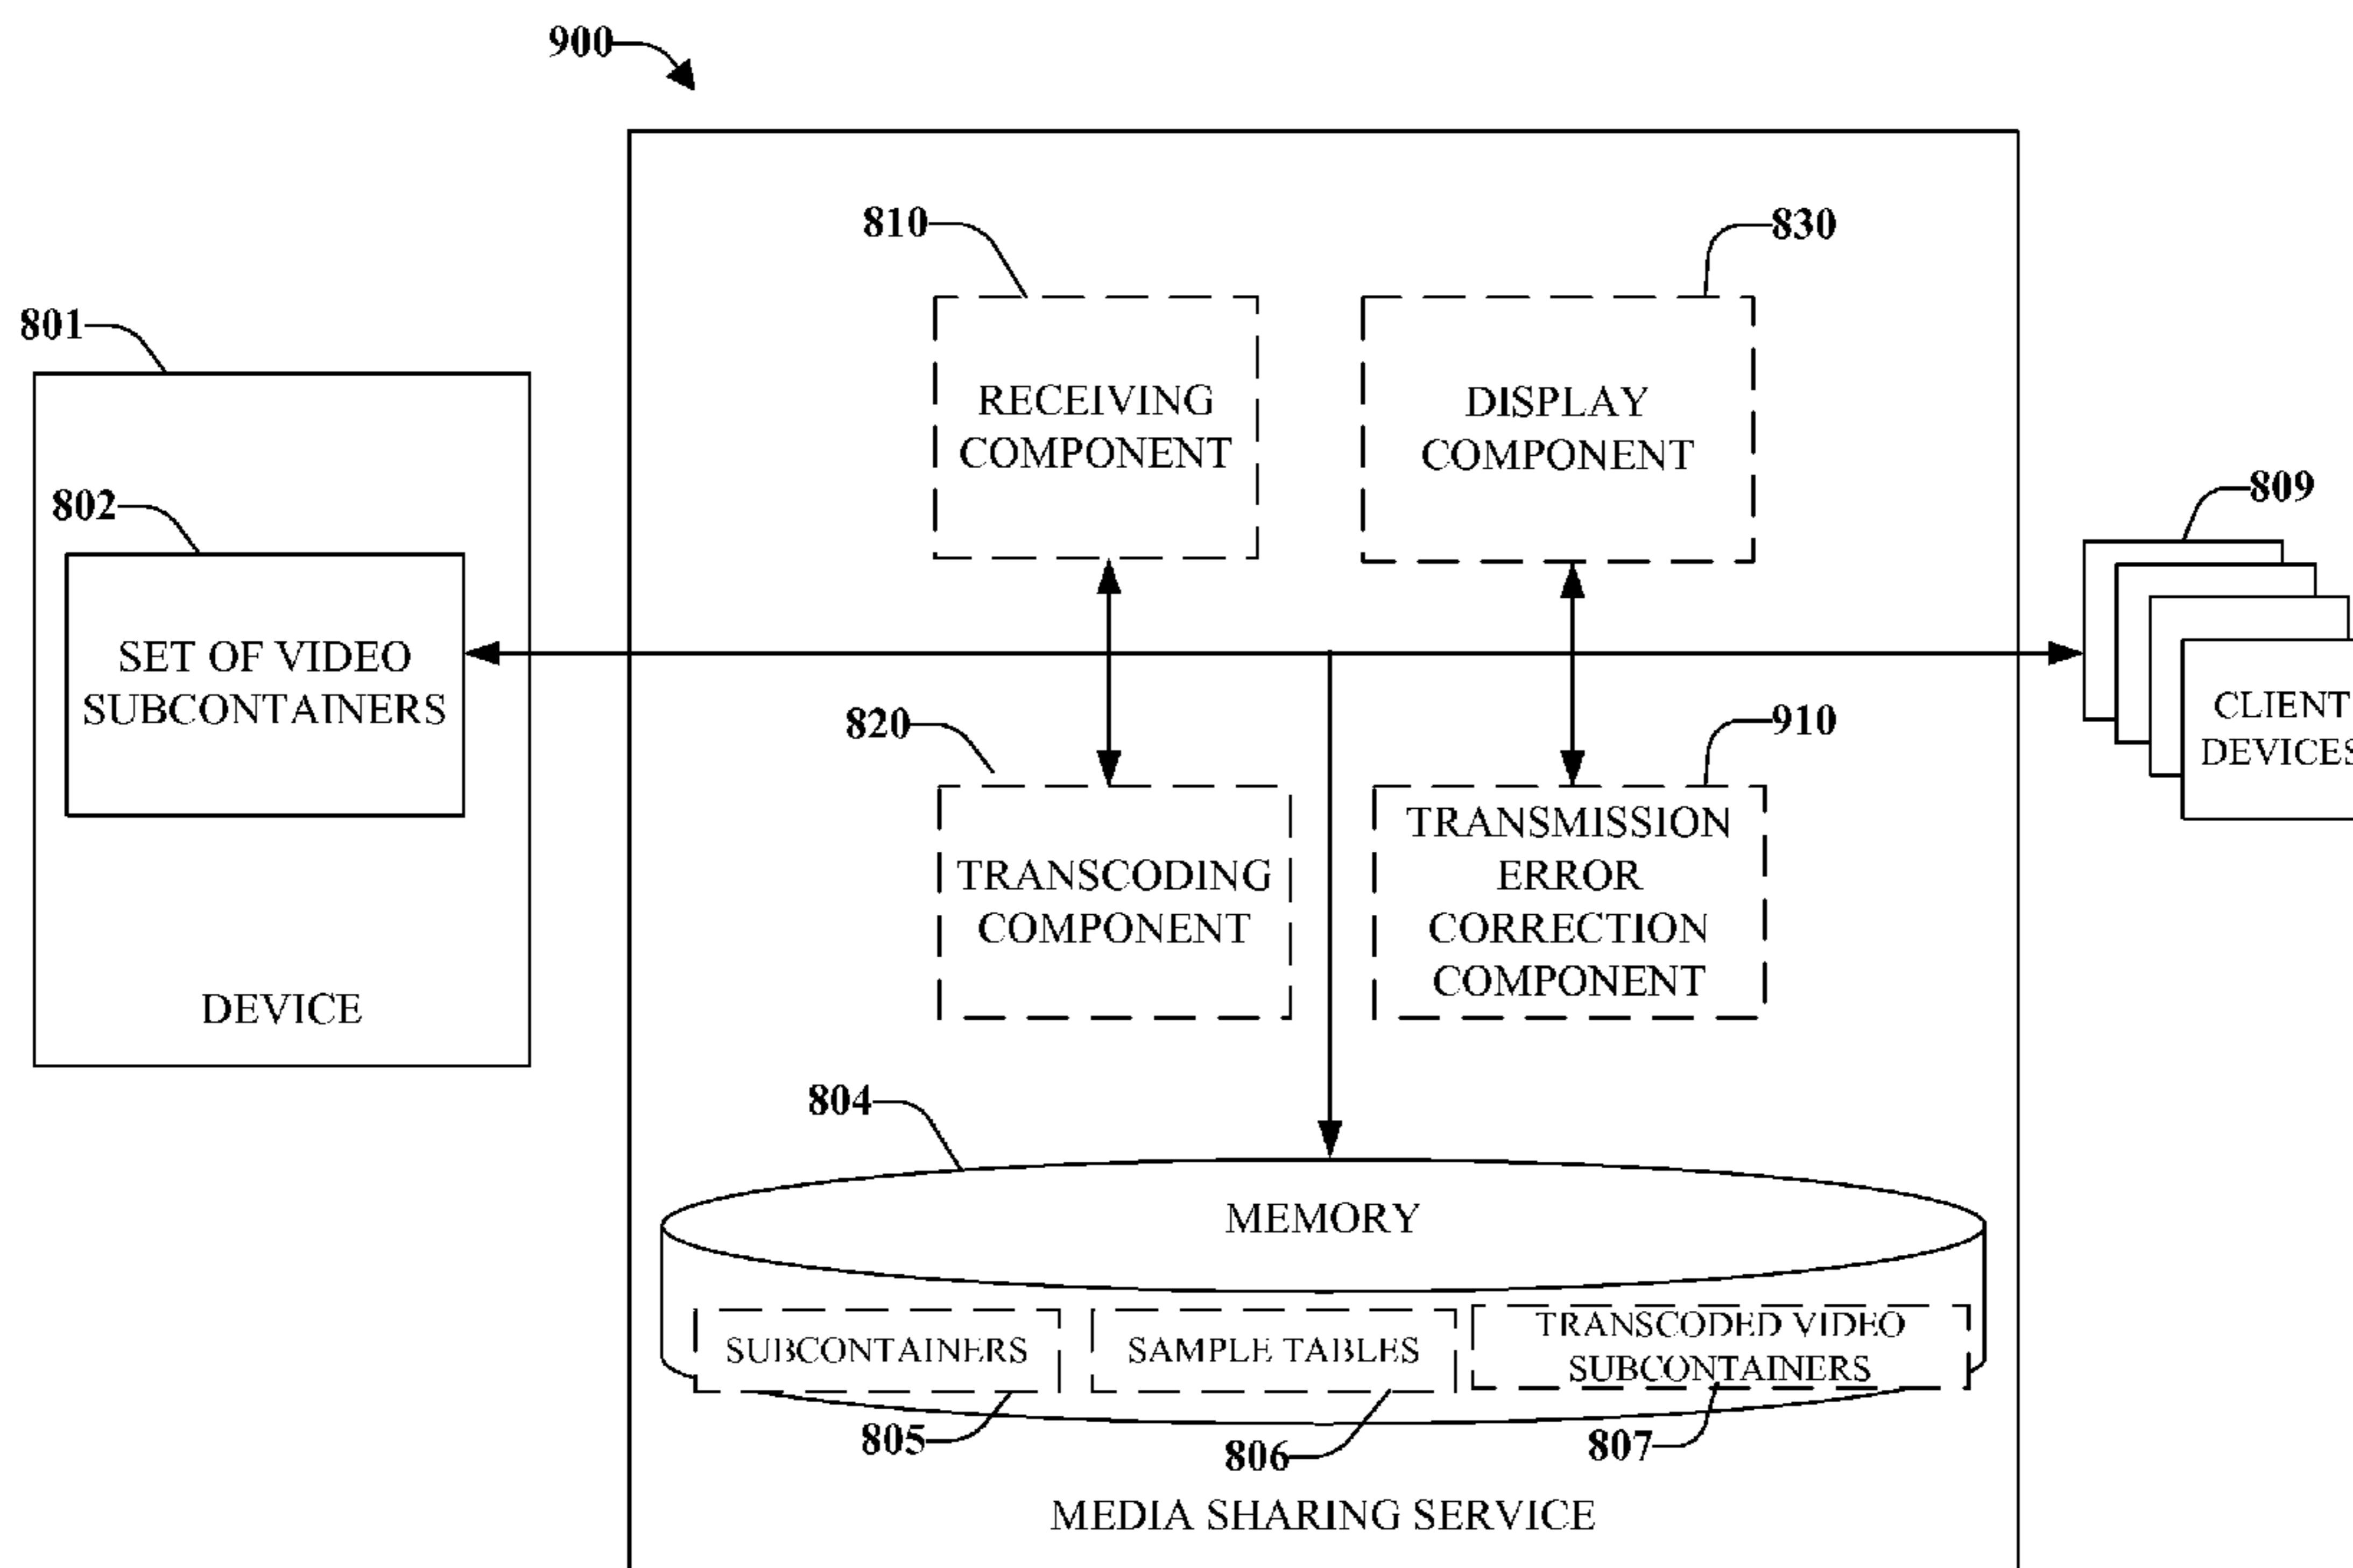 900
810
830
801
RECEIVING
COMPONENT
DISPLAY
COMPONENT
802
809
SET OF VIDEO
SUBCONTAINERS
820
910
CLIENT
DEVICES
TRANSCODING
COMPONENT
TRANSMISSION
ERROR
CORRECTION
COMPONENT
DEVICE
804
MEMORY
SUBCONTAINERS
SAMPLE TABLES
TRANSCODED VIDEO
SUBCONTAINERS
805
806
807
MEDIA SHARING SERVICE